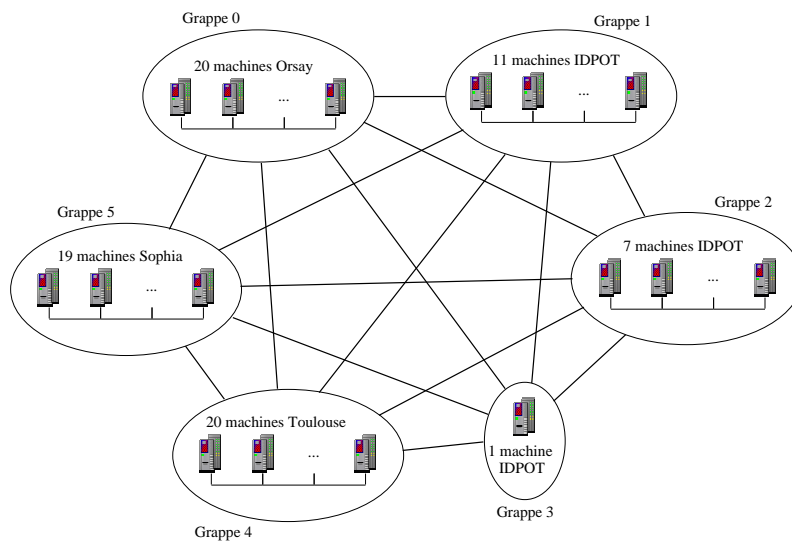 Grappe 0
20 machines Orsay
...
Grappe 1
11 machines IDPOT
...
Grappe 2
7 machines IDPOT
...
Grappe 5
19 machines Sophia
...
20 machines Toulouse
...
Grappe 4
1 machine
IDPOT
Grappe 3